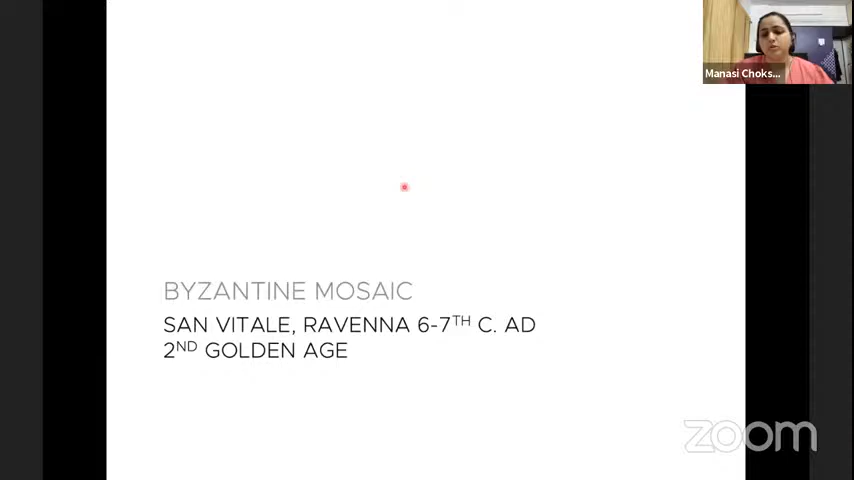 Manasi Choks...
BYZANTINE MOSAIC
SAN VITALE, RAVENNA 6-7TH C. AD
2ND GOLDEN AGE
zoom